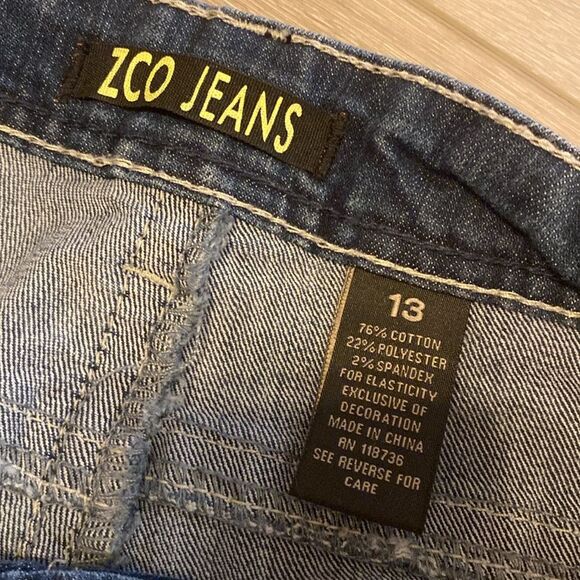 ZCO JEANS
13
76% COTTON
22% POLYESTER
2% SPANDEX
FOR ELASTICITY
EXCLUSIVE OF
DECORATION
MADE IN CHINA
RN 118736
SEE REVERSE FOR
CARE